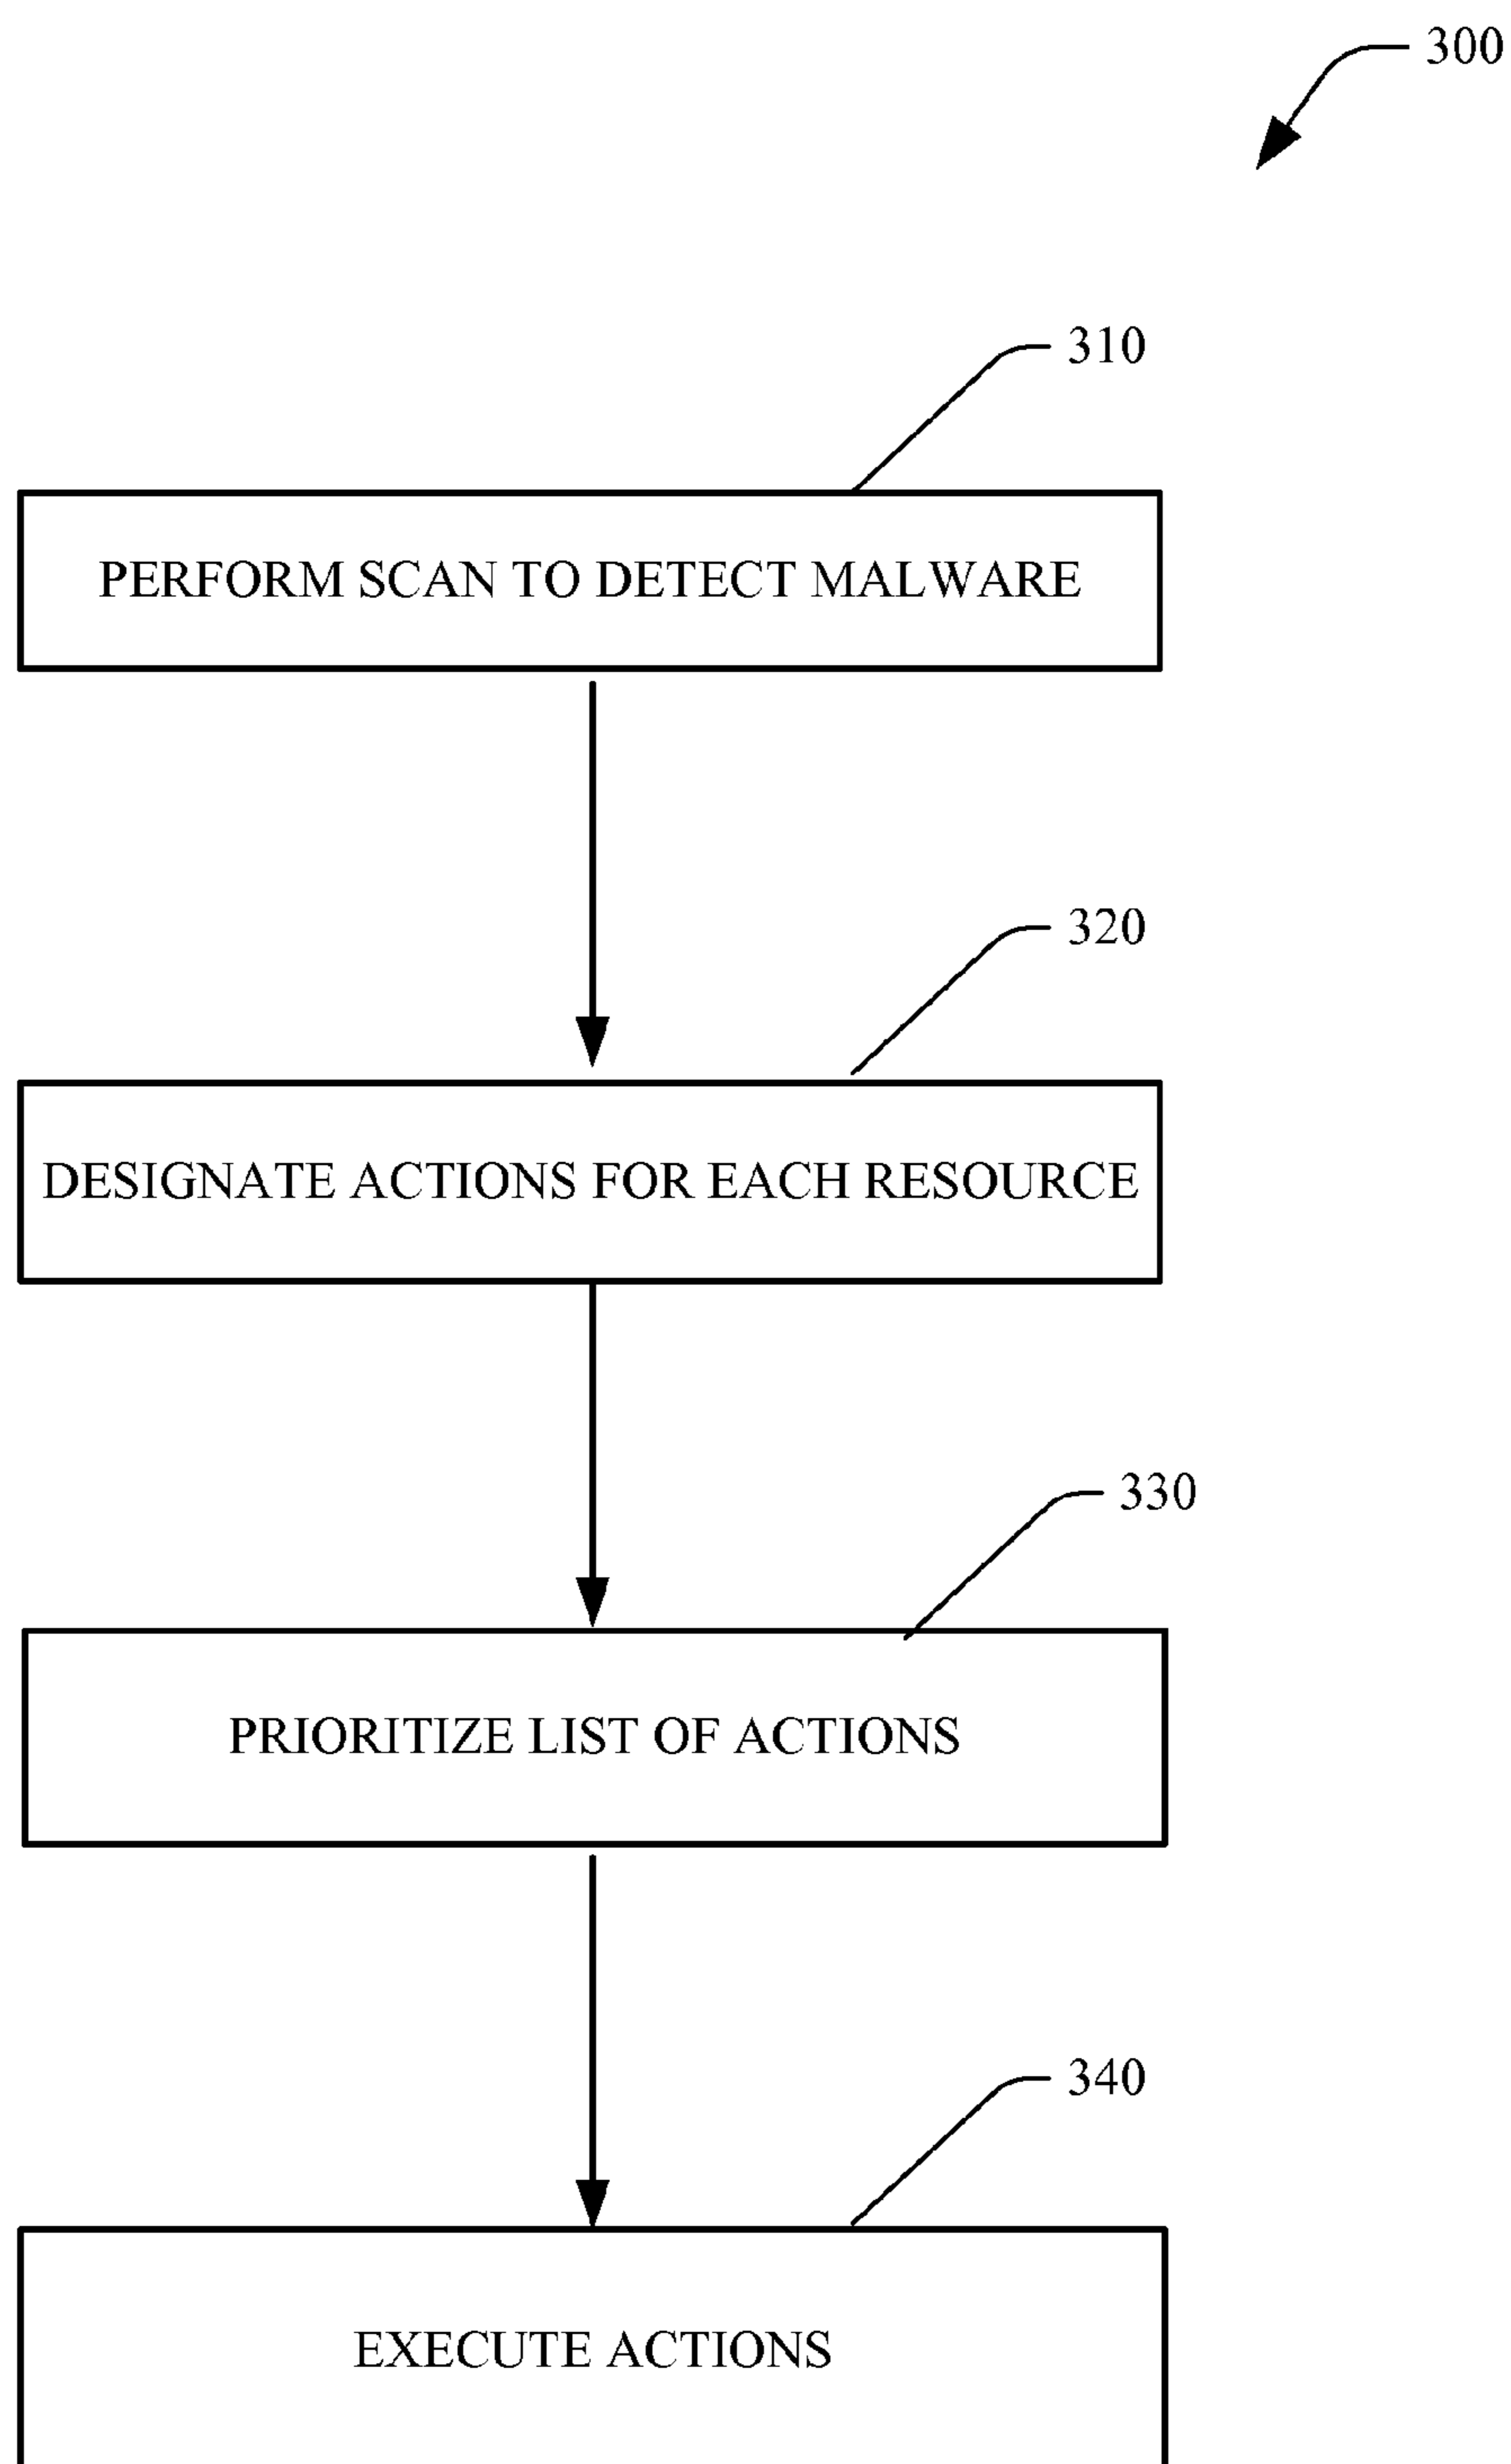 300
310
PERFORM SCAN TO DETECT MALWARE
320
DESIGNATE ACTIONS FOR EACH RESOURCE
330
PRIORITIZE LIST OF ACTIONS
340
EXECUTE ACTIONS